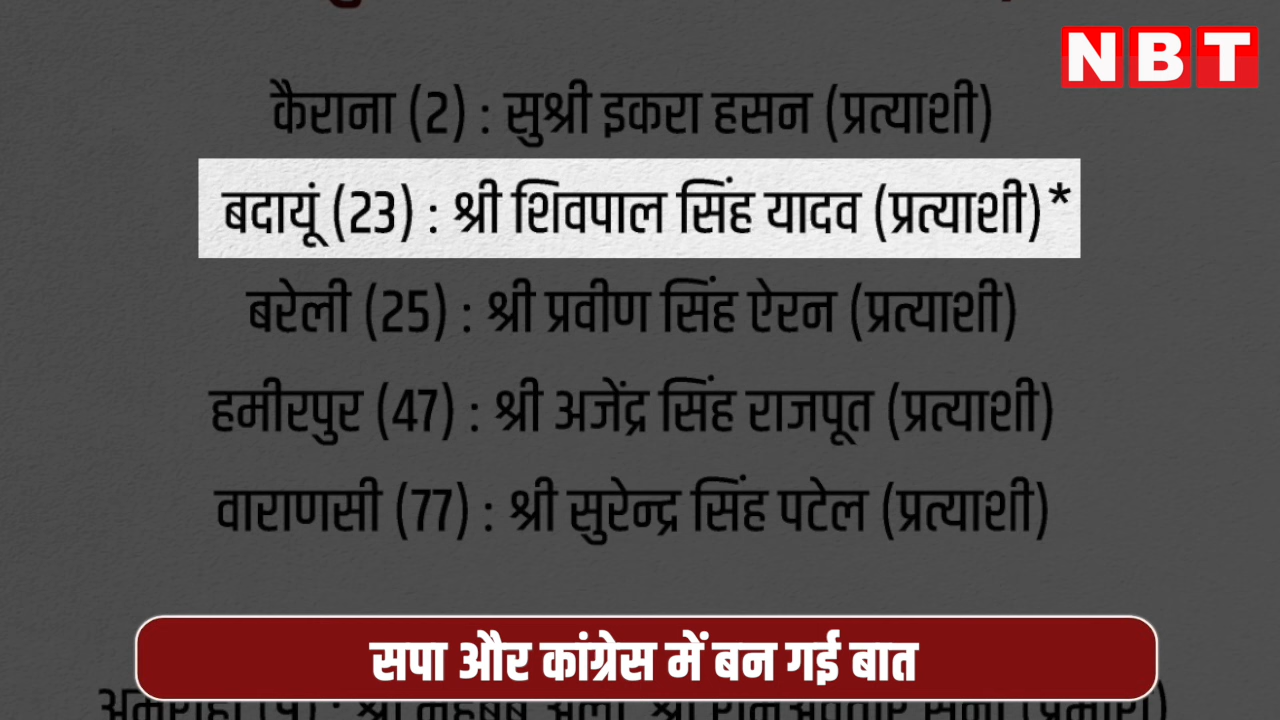 NBT
कैराना (2) : सुश्री इकरा हसन (प्रत्याशी)
बदायूं (23) : श्री शिवपाल सिंह यादव (प्रत्याशी)*
बरेली (25) : श्री प्रवीण सिंह ऐरन (प्रत्याशी)
हमीरपुर (47) : श्री अजेंद्र सिंह राजपूत (प्रत्याशी)
वाराणसी (77) : श्री सुरेन्द्र सिंह पटेल (प्रत्याशी)
सपा और कांग्रेस में बन गई बात